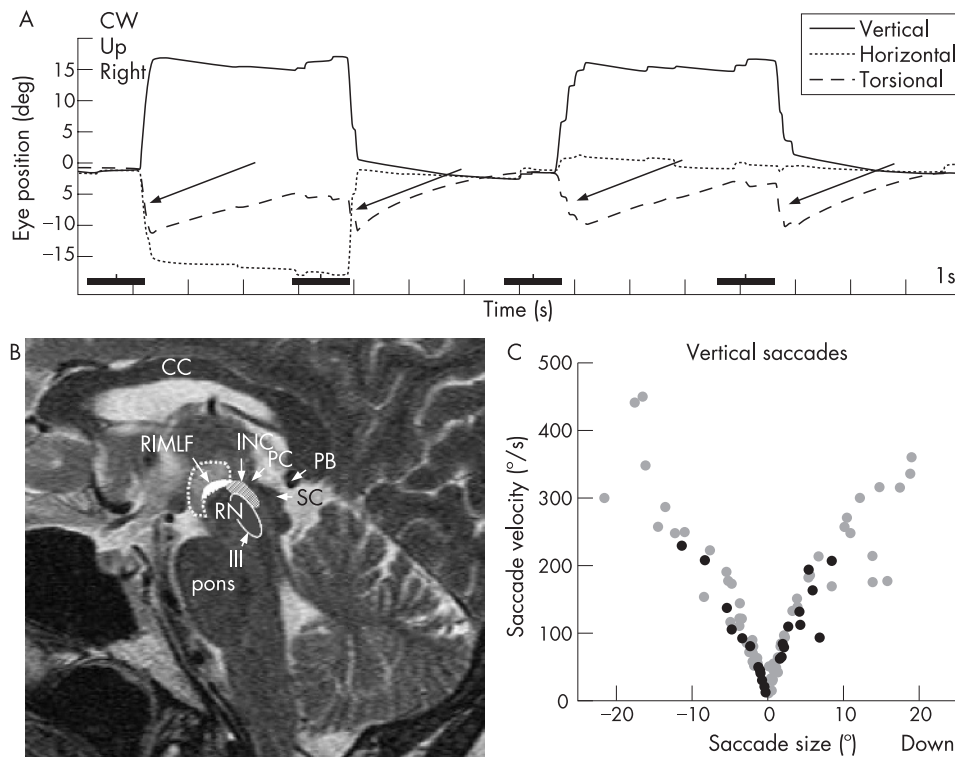 A
CW
Up
Right
Vertical
Horizontal
Torsional
Eye position (deg)
15
10
5
0
−5
−10
−15
1s
Time (s)
B
CC
RIMLF
INC
PC
PB
SC
RN
III
pons
C
Vertical saccades
Saccade velocity (°/s)
500
400
300
200
100
0
−20
−10
0
10
20
Saccade size (°)
Down